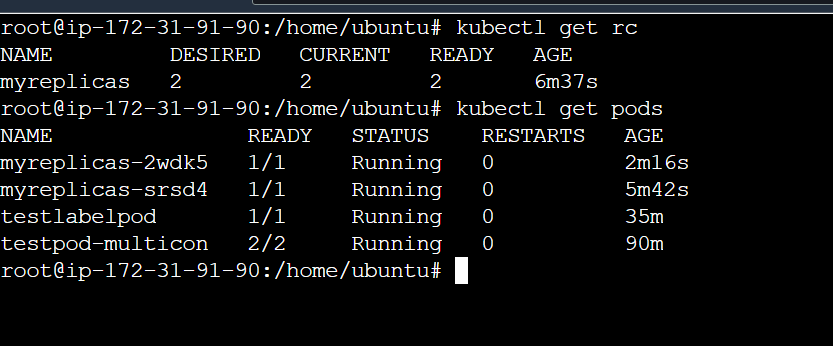 root@ip-172-31-91-90:/home/ubuntu# kubectl get rc
NAME DESIRED CURRENT READY AGE
myreplicas 2 2 2 6m37s
root@ip-172-31-91-90:/home/ubuntu# kubectl get pods
NAME READY STATUS RESTARTS AGE
myreplicas-2wdk5 1/1 Running 0 2m16s
myreplicas-srsd4 1/1 Running 0 5m42s
testlabelpod 1/1 Running 0 35m
testpod-multicon 2/2 Running 0 90m
root@ip-172-31-91-90:/home/ubuntu#